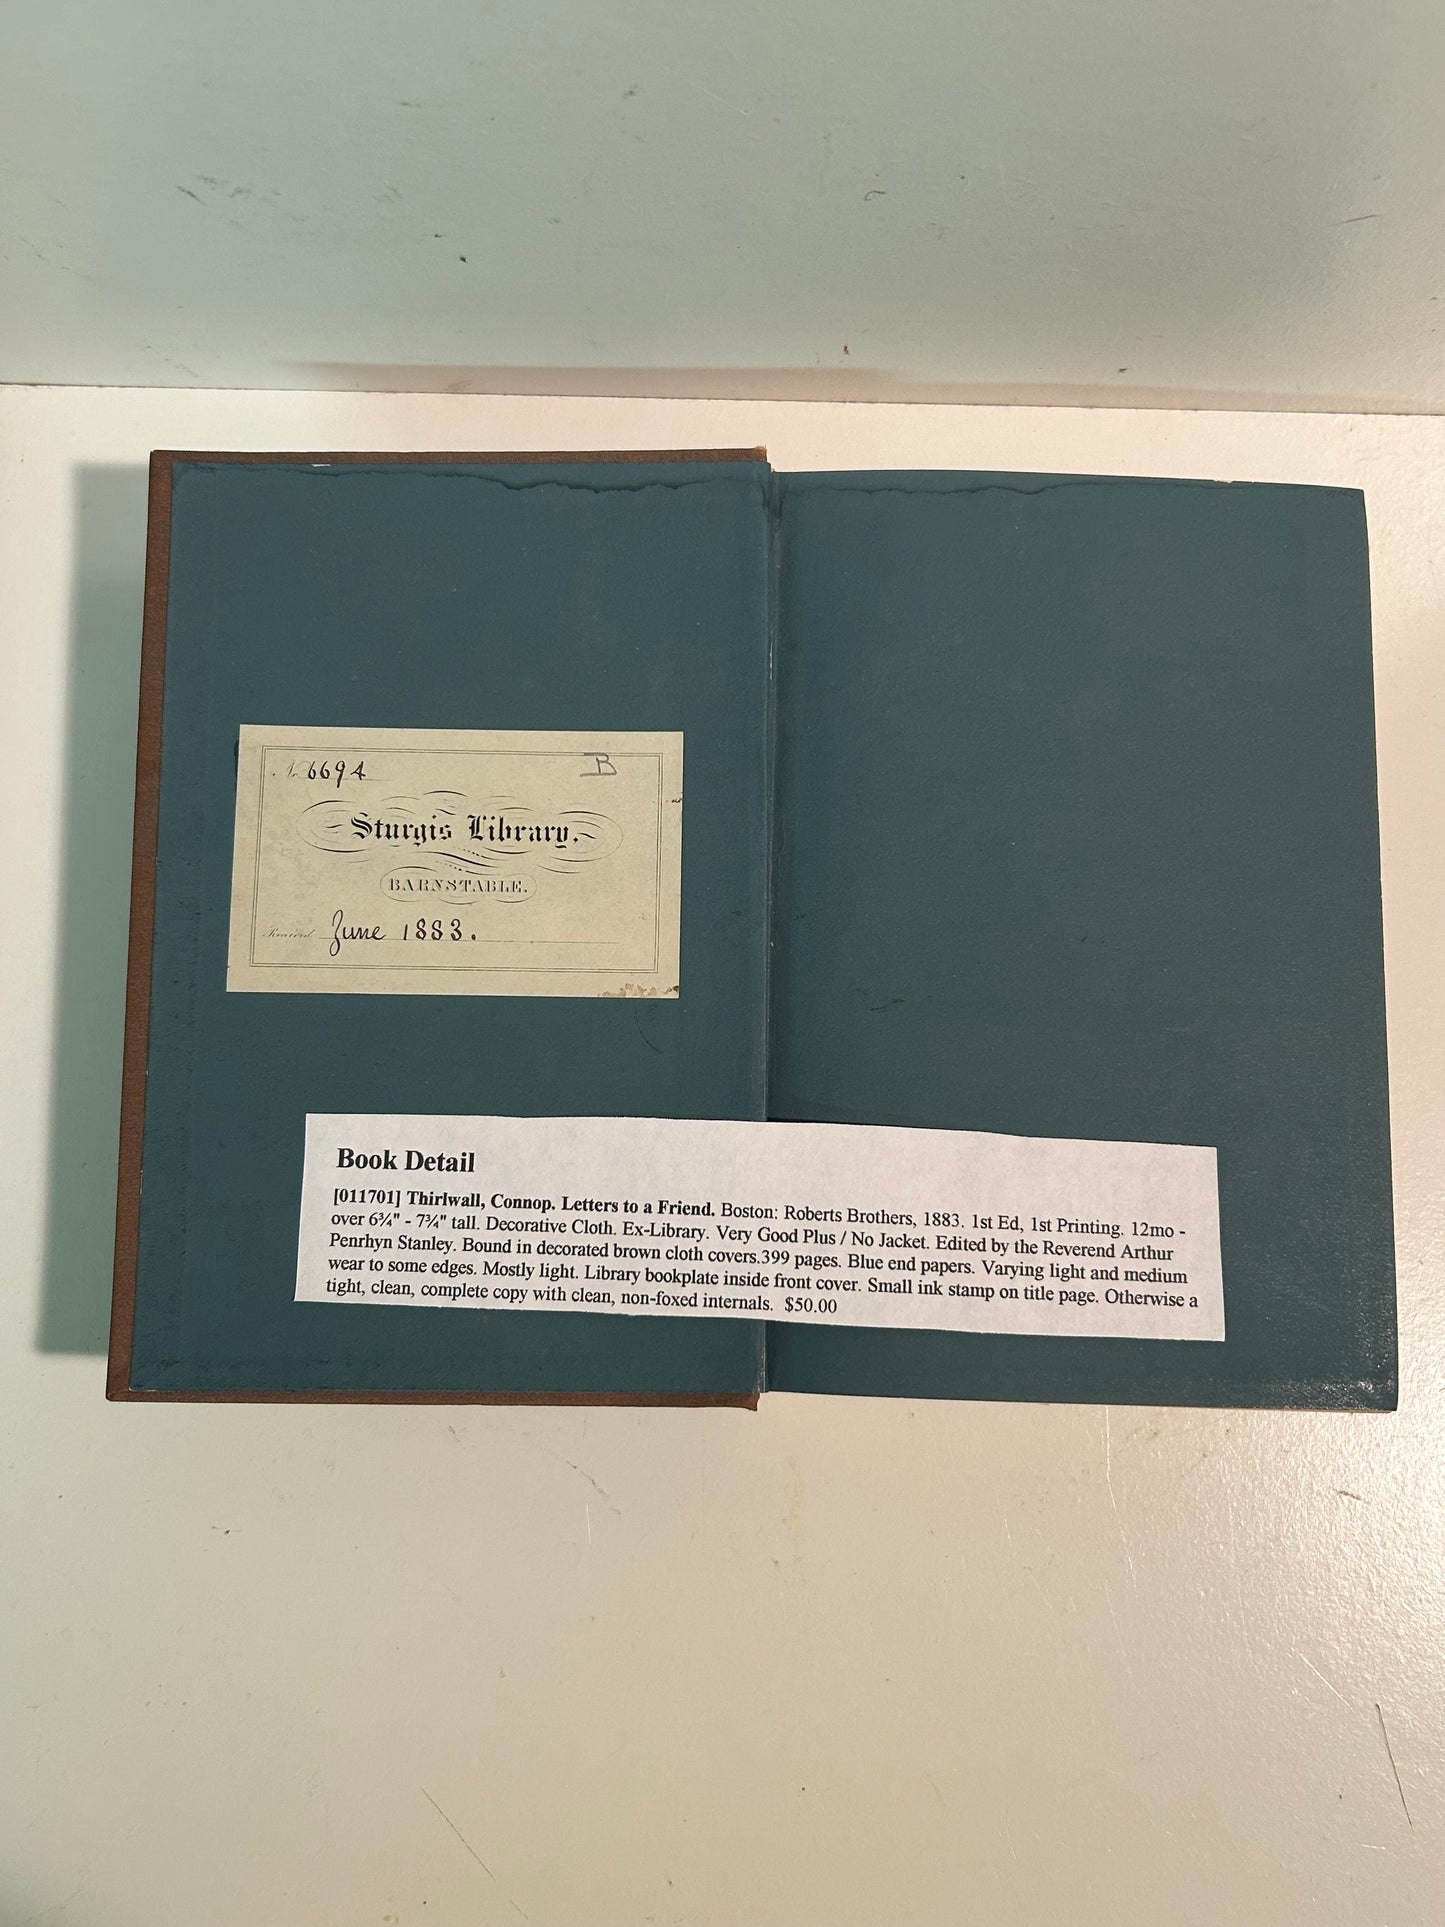 No. 6694
B
Sturgis Library.
BARNSTABLE.
Received June 1883.
Book Detail
[011701] Thirlwall, Connop. Letters to a Friend. Boston: Roberts Brothers, 1883. 1st Ed, 1st Printing. 12mo -
over 6¾" - 7¾" tall. Decorative Cloth. Ex-Library. Very Good Plus / No Jacket. Edited by the Reverend Arthur
Penrhyn Stanley. Bound in decorated brown cloth covers.399 pages. Blue end papers. Varying light and medium
wear to some edges. Mostly light. Library bookplate inside front cover. Small ink stamp on title page. Otherwise a
tight, clean, complete copy with clean, non-foxed internals. $50.00